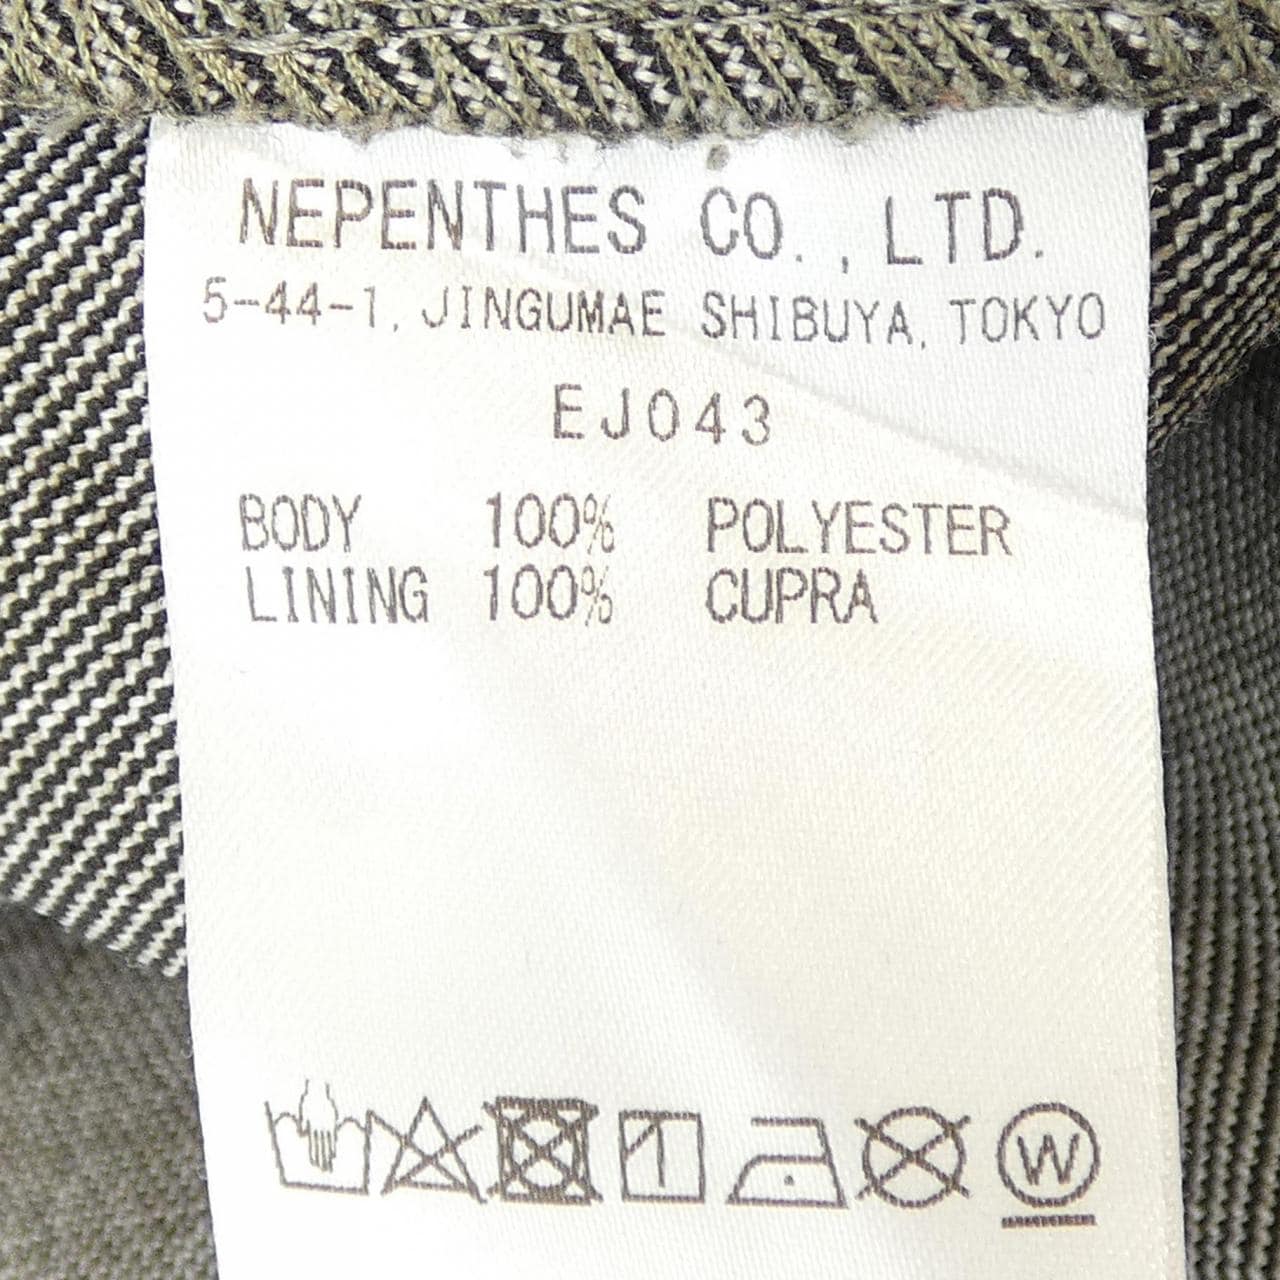 NEPENTHES CO., LTD.
5-44-1, JINGUMAE SHIBUYA, TOKYO
EJ043
BODY 100% POLYESTER
LINING 100% CUPRA
W